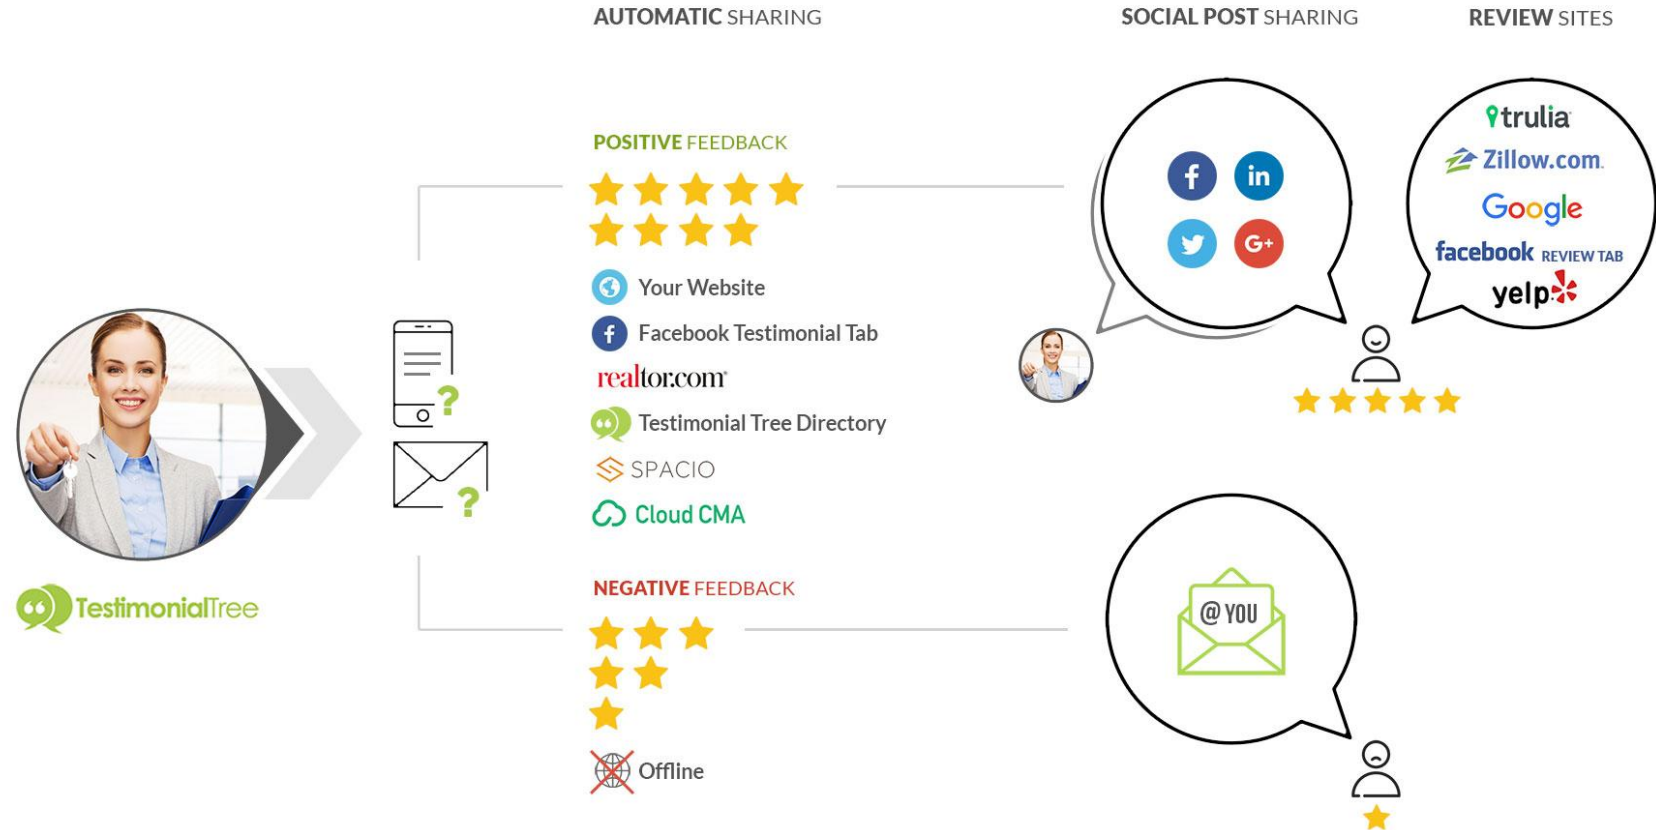 AUTOMATIC SHARING
SOCIAL POST SHARING
REVIEW SITES
POSITIVE FEEDBACK
Your Website
Facebook Testimonial Tab
realtor.com®
Testimonial Tree Directory
SPACIO
Cloud CMA
f
in
G+
trulia
Zillow.com
Google
facebook REVIEW TAB
yelp
?
?
TestimonialTree
NEGATIVE FEEDBACK
Offline
@ YOU